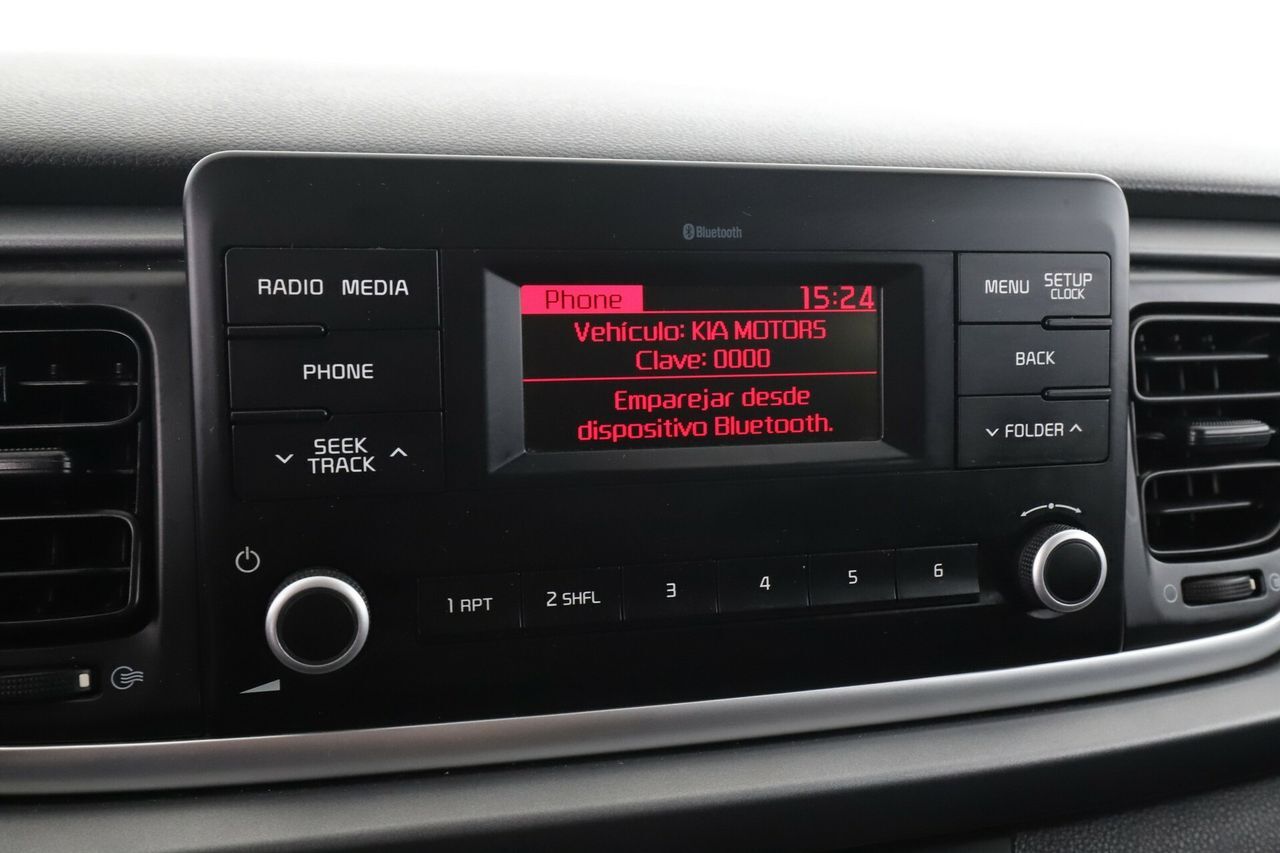 Bluetooth
RADIO MEDIA
PHONE
SEEK
TRACK
Phone 15:24
Vehículo: KIA MOTORS
Clave: 0000
Emparejar desde
dispositivo Bluetooth.
MENU SETUP
CLOCK
BACK
FOLDER
1 RPT 2 SHFL 3 4 5 6